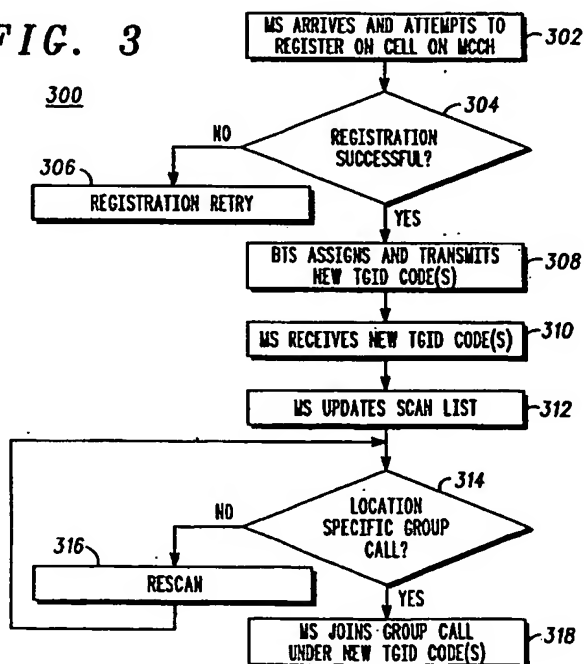 FIG. 3
300
MS ARRIVES AND ATTEMPTS TO
REGISTER ON CELL ON MCCH
302
304
REGISTRATION
SUCCESSFUL?
NO
306
REGISTRATION RETRY
YES
BTS ASSIGNS AND TRANSMITS
NEW TGID CODE(S)
308
MS RECEIVES NEW TGID CODE(S)
310
MS UPDATES SCAN LIST
312
314
LOCATION
SPECIFIC GROUP
CALL?
NO
316
RESCAN
YES
MS JOINS GROUP CALL
UNDER NEW TGID CODE(S)
318